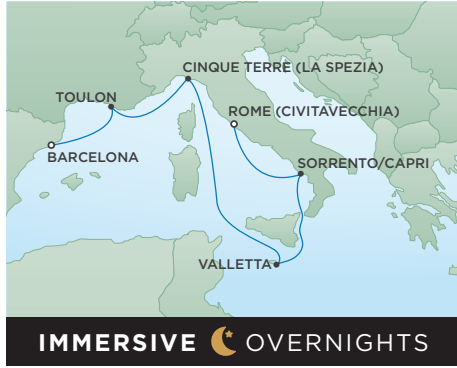 CINQUE TERRE (LA SPEZIA)
TOULON
ROME (CIVITAVECCHIA)
BARCELONA
SORRENTO/CAPRI
VALLETTA
IMMERSIVE OVERNIGHTS